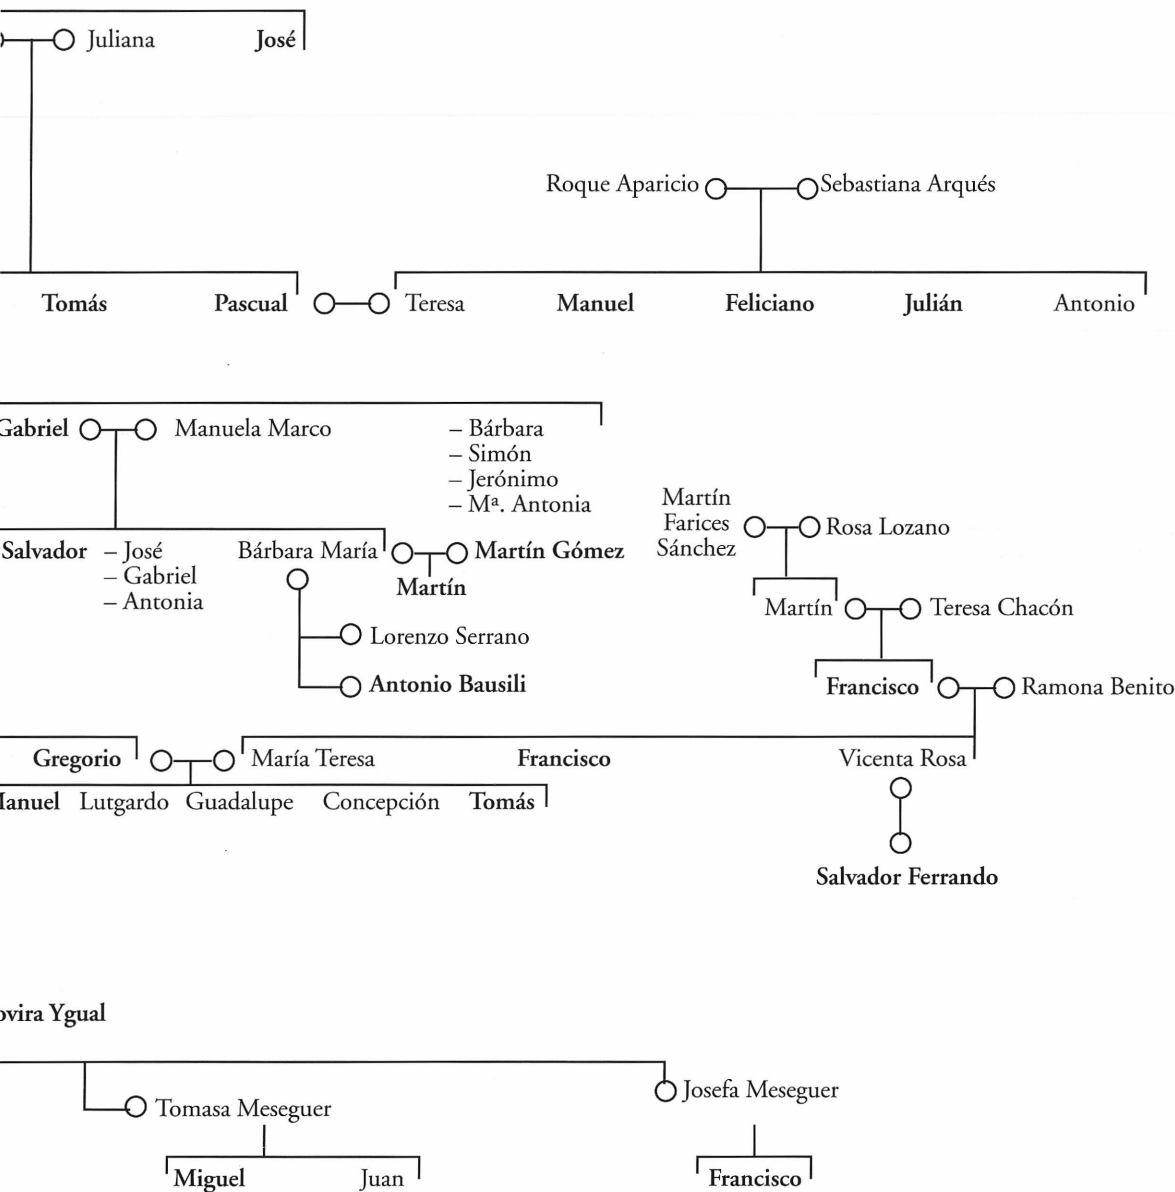 Juliana José
Roque Aparicio Sebastiana Arqués
Tomás Pascual Teresa Manuel Feliciano Julián Antonio
Gabriel Manuela Marco – Bárbara
– Simón
– Jerónimo
– Mª. Antonia
Martín
Farices
Sánchez
Rosa Lozano
Salvador – José Bárbara María Martín Gómez
– Gabriel
– Antonia
Martín
Martín Teresa Chacón
Lorenzo Serrano
Antonio Bausili
Francisco Ramona Benito
Gregorio María Teresa Francisco Vicenta Rosa
Lutgardo Guadalupe Concepción Tomás
Salvador Ferrando
Ygual
Tomasa Meseguer
Josefa Meseguer
Miguel Juan
Francisco